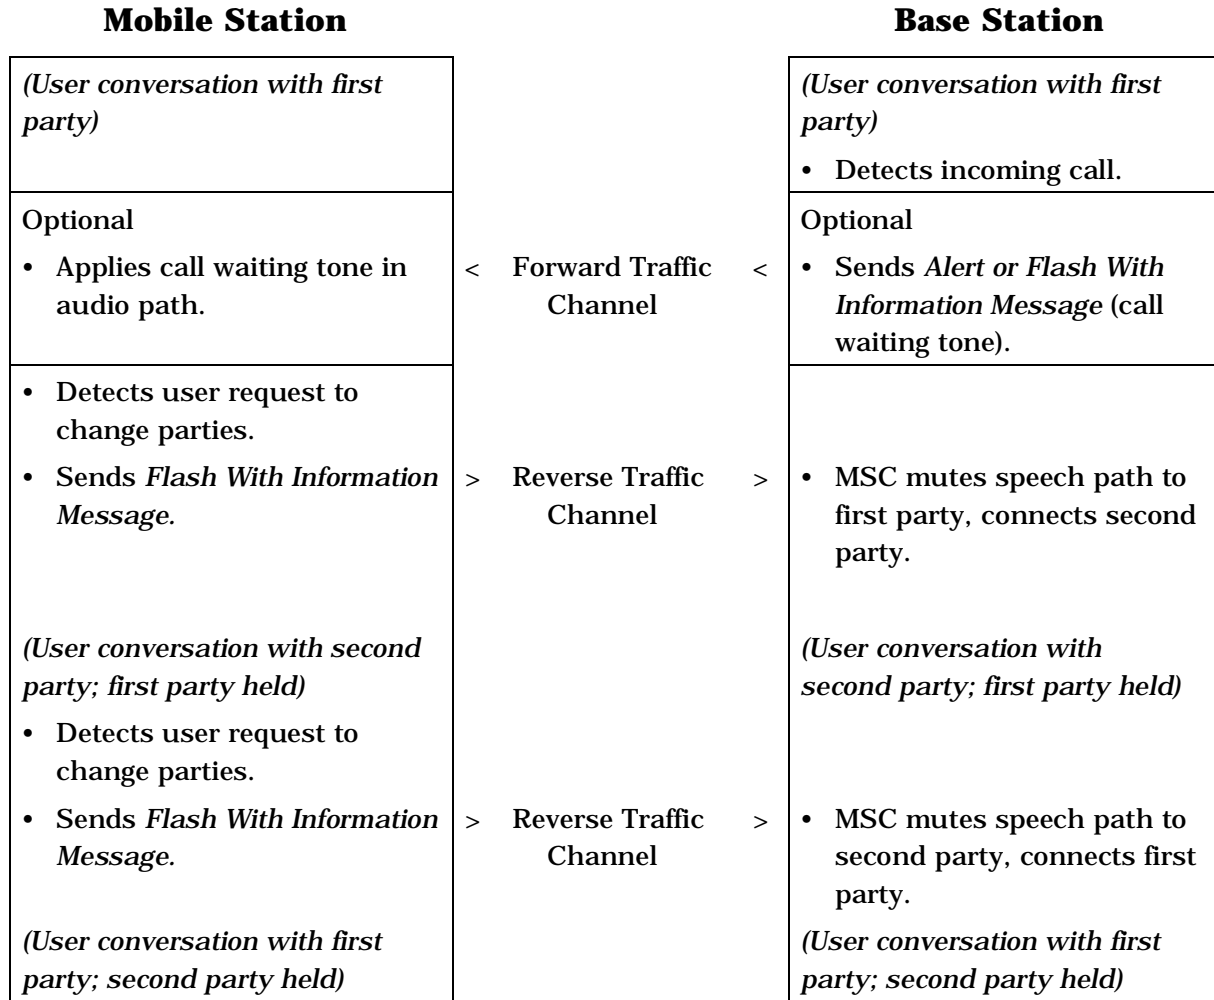 Mobile Station
Base Station
(User conversation with first
party)
(User conversation with first
party)
• Detects incoming call.
Optional
• Applies call waiting tone in
audio path.
< Forward Traffic <
Channel
Optional
• Sends Alert or Flash With
Information Message (call
waiting tone).
• Detects user request to
change parties.
• Sends Flash With Information
Message.
> Reverse Traffic >
Channel
• MSC mutes speech path to
first party, connects second
party.
(User conversation with second
party; first party held)
(User conversation with
second party; first party held)
• Detects user request to
change parties.
• Sends Flash With Information
Message.
> Reverse Traffic >
Channel
• MSC mutes speech path to
second party, connects first
party.
(User conversation with first
party; second party held)
(User conversation with first
party; second party held)